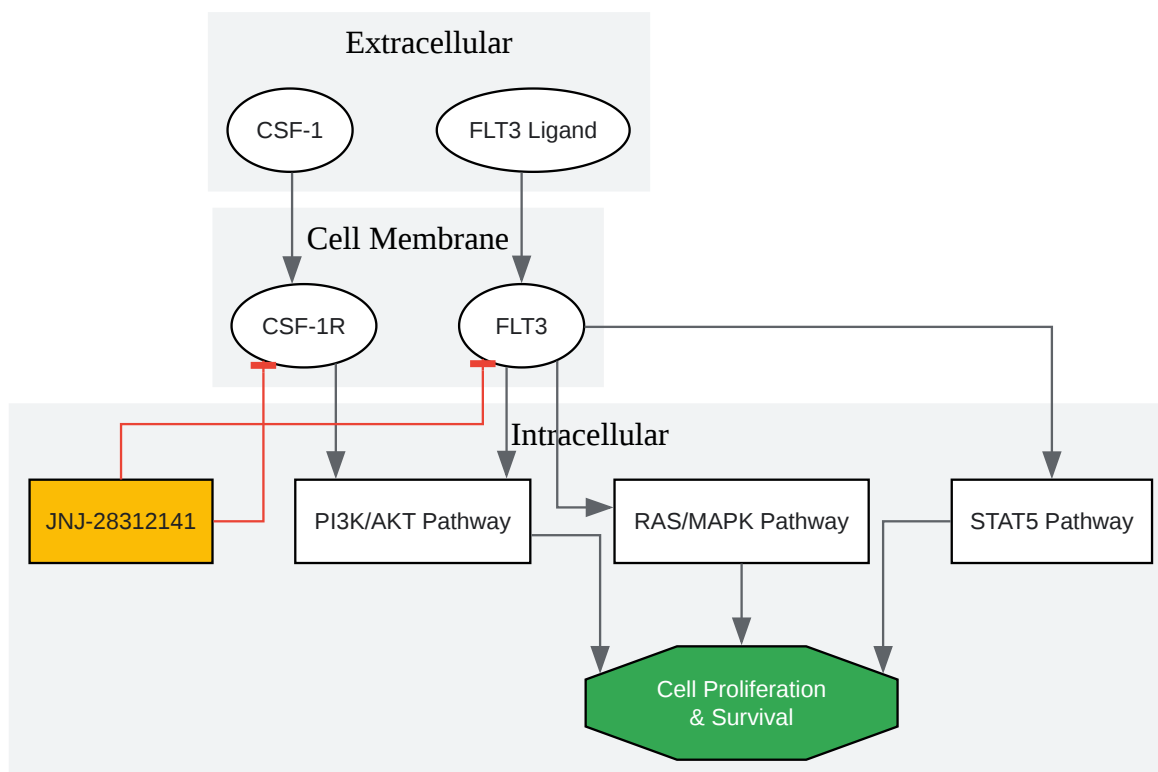 Extracellular
CSF-1
FLT3 Ligand
Cell Membrane
CSF-1R
FLT3
Intracellular
JNJ-28312141
PI3K/AKT Pathway
RAS/MAPK Pathway
STAT5 Pathway
Cell Proliferation
& Survival